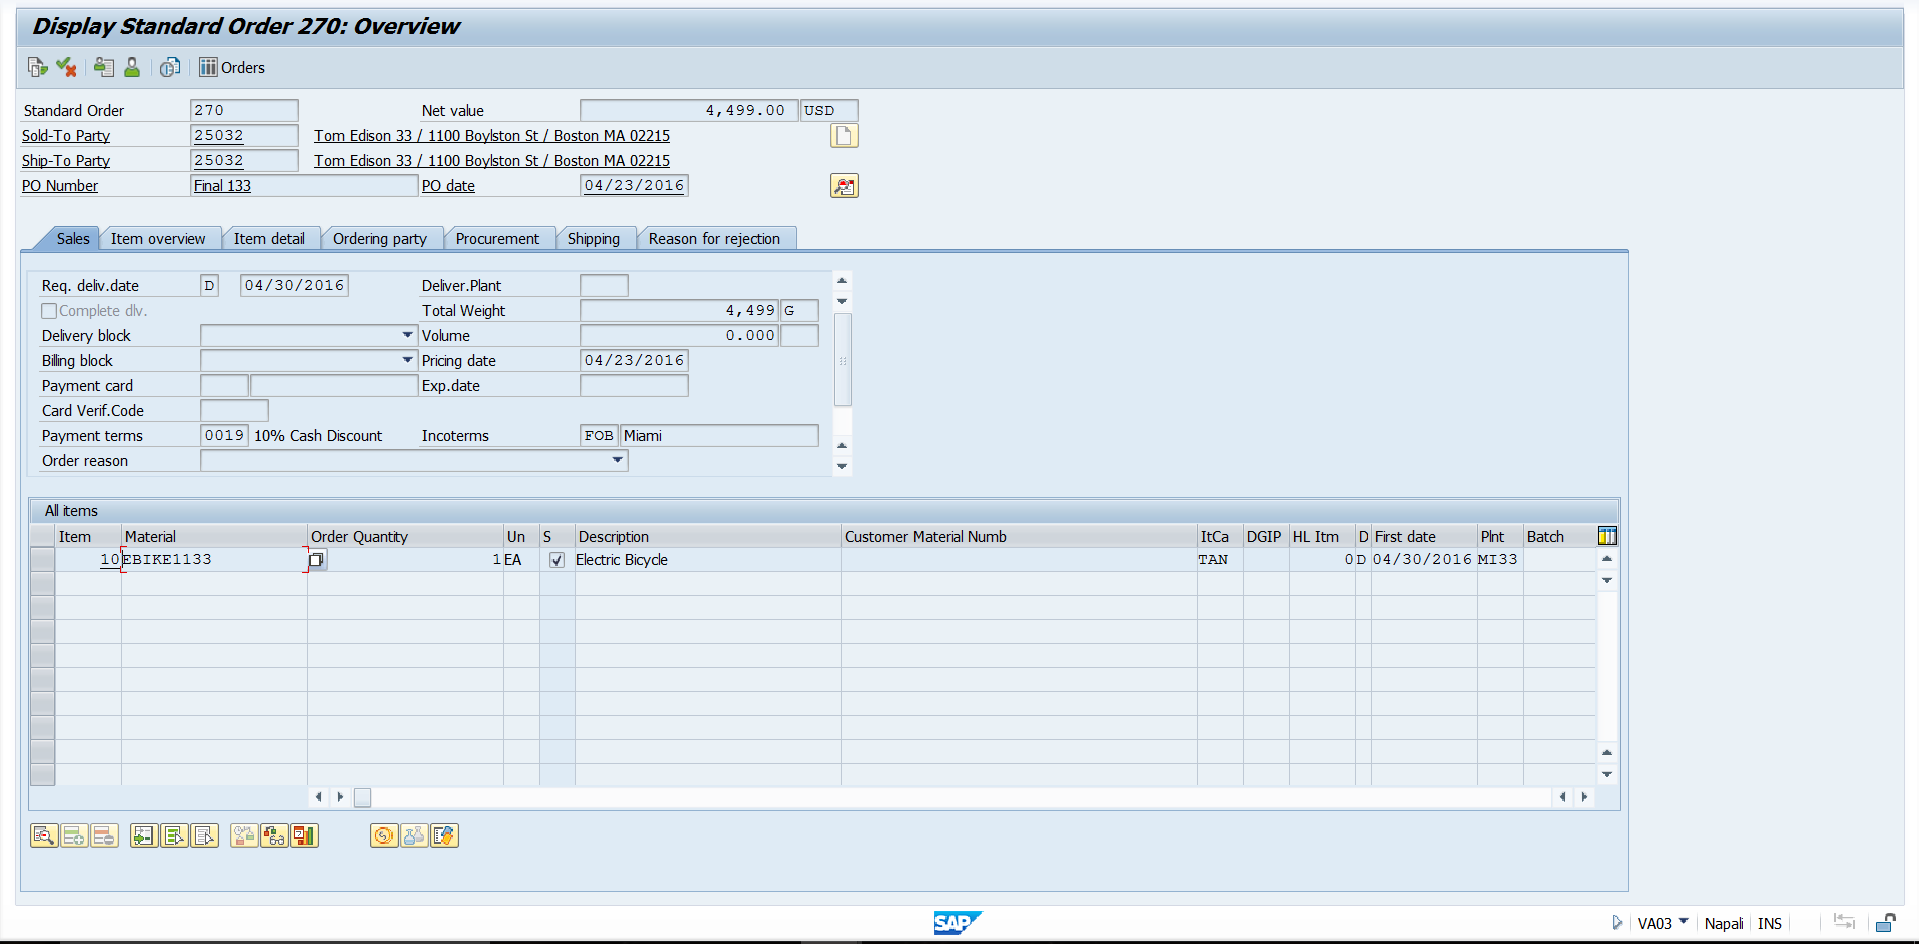 Display Standard Order 270: Overview
Orders
Standard Order 270 Net value 4,499.00 USD
Sold-To Party 25032 Tom Edison 33 / 1100 Boylston St / Boston MA 02215
Ship-To Party 25032 Tom Edison 33 / 1100 Boylston St / Boston MA 02215
PO Number Final 133 PO date 04/23/2016
Sales Item overview Item detail Ordering party Procurement Shipping Reason for rejection
Req. deliv.date D 04/30/2016 Deliver.Plant
Complete dlv. Total Weight 4,499 G
Delivery block Volume 0.000
Billing block Pricing date 04/23/2016
Payment card Exp.date
Card Verif.Code
Payment terms 0019 10% Cash Discount Incoterms FOB Miami
Order reason
All items
Item Material Order Quantity Un S Description Customer Material Numb ItCa DGIP HL Itm D First date Plnt Batch
10 EBIKE1133 1 EA Electric Bicycle TAN 0 D 04/30/2016 MI33
SAP VA03 Napali INS